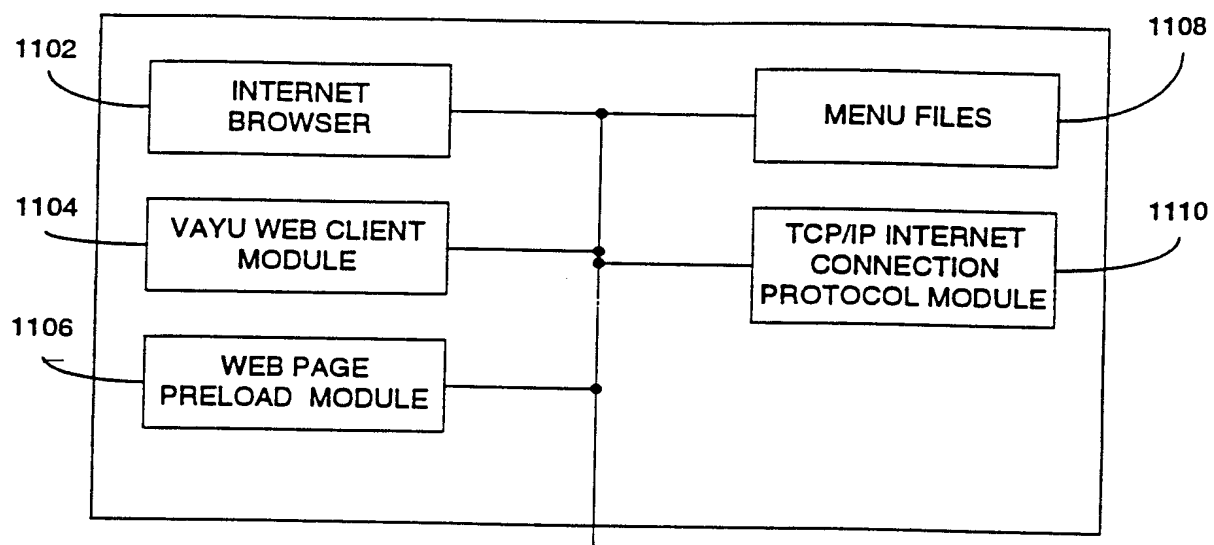 1102
INTERNET
BROWSER
1104
VAYU WEB CLIENT
MODULE
1106
WEB PAGE
PRELOAD MODULE
1108
MENU FILES
1110
TCP/IP INTERNET
CONNECTION
PROTOCOL MODULE